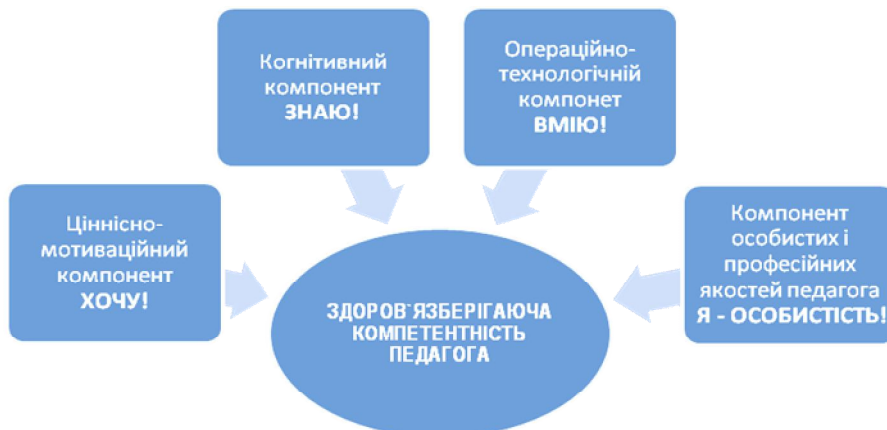 Когнітивний
компонент
ЗНАЮ!
Операційно-
технологічній
компонет
ВМІЮ!
Ціннісно-
мотиваційний
компонент
ХОЧУ!
Компонент
особистих і
професійних
якостей педагога
Я - ОСОБИСТІСТЬ!
ЗДОРОВ`ЯЗБЕРІГАЮЧА
КОМПЕТЕНТНІСТЬ
ПЕДАГОГА